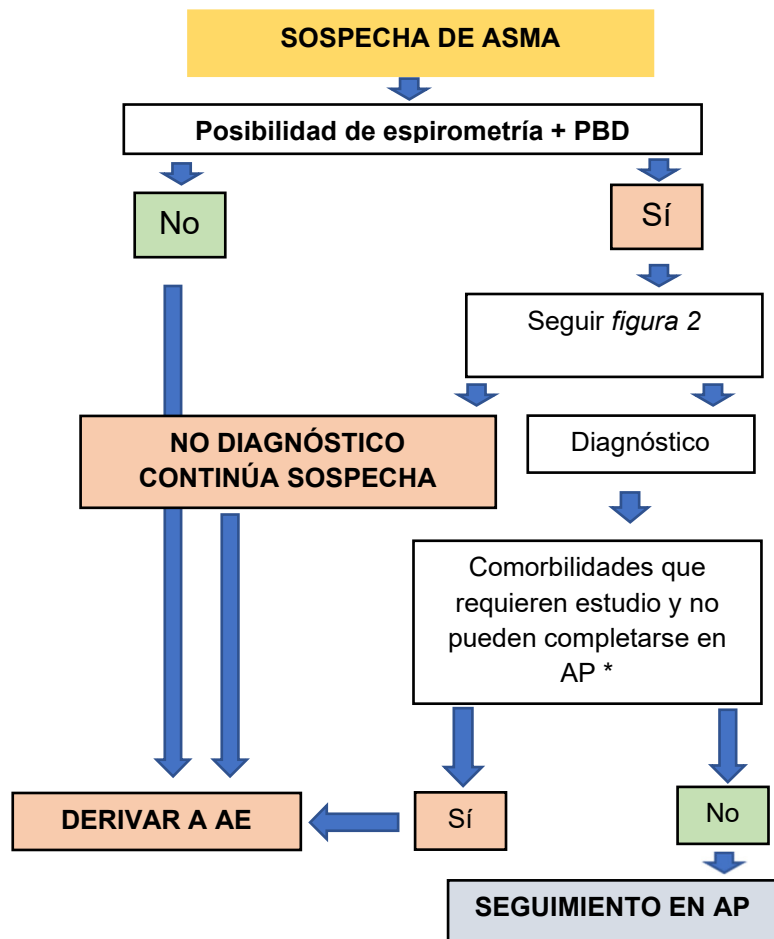 SOSPECHA DE ASMA
Posibilidad de espirometría + PBD
No
Sí
Seguir figura 2
NO DIAGNÓSTICO
CONTINÚA SOSPECHA
Diagnóstico
Comorbilidades que
requieren estudio y no
pueden completarse en
AP *
DERIVAR A AE
Sí
No
SEGUIMIENTO EN AP